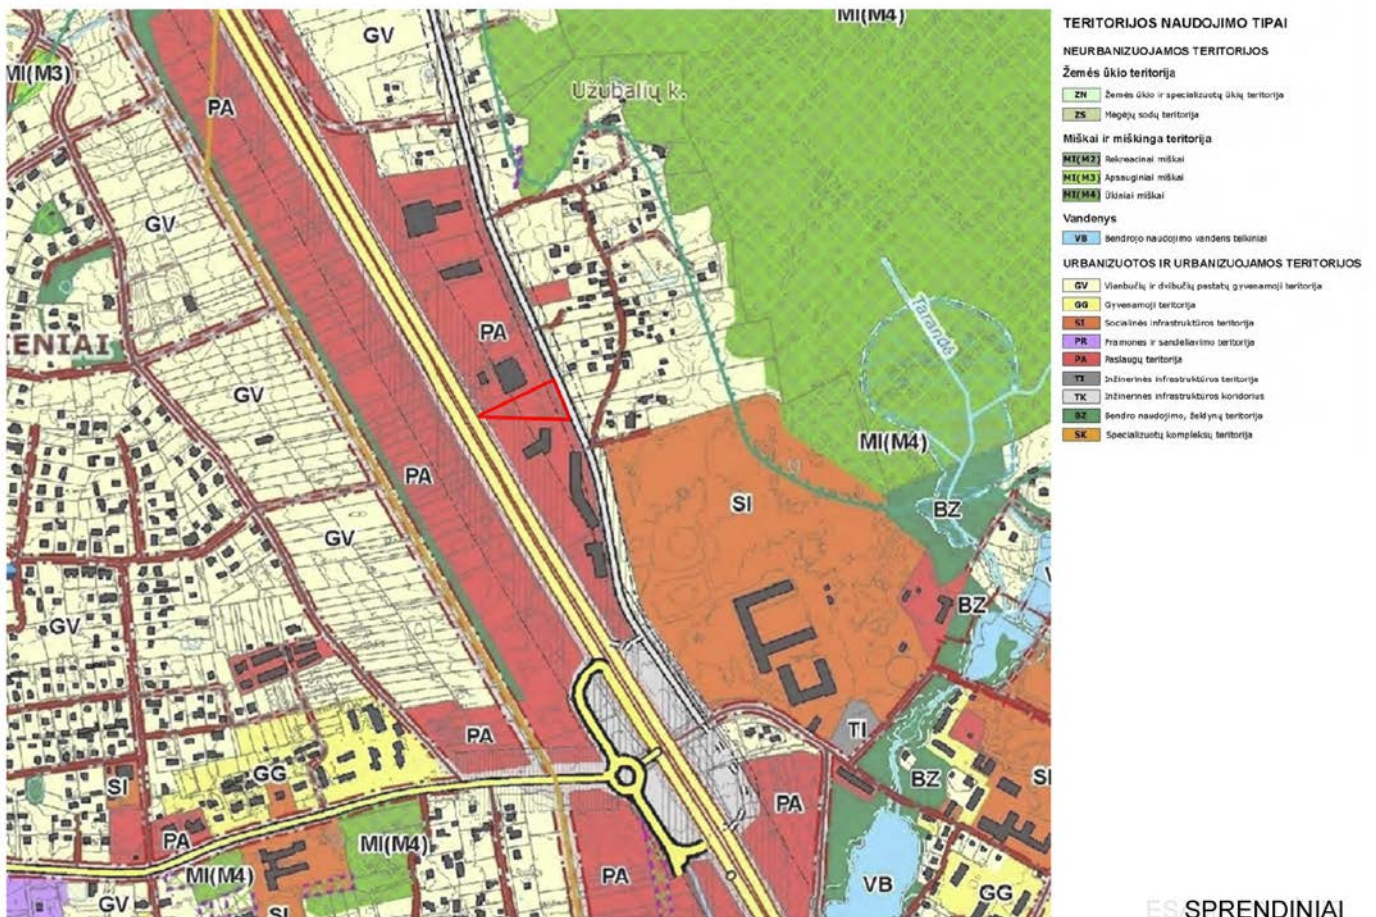 MI(M4)
GV
MI(M3)
Užubalių k.
PA
GV
PA
ENIAI
Tarandė
GV
MI(M4)
PA
SI
BZ
GV
BZ
GV
PA
TI
GG
BZ
SI
SI
PA
PA
MI(M4)
MI(M4)
PA
VB
GG
GV
SI
TERITORIJOS NAUDOJIMO TIPAI
NEURBANIZUOJAMOS TERITORIJOS
Žemės ūkio teritorija
ZN Žemės ūkio ir specializuotų ūkių teritorija
ZS Mėgėjų sodų teritorija
Miškai ir miškinga teritorija
MI(M2) Rekreaciniai miškai
MI(M3) Apsauginiai miškai
MI(M4) Ūkiniai miškai
Vandenys
VB Bendrojo naudojimo vandens telkiniai
URBANIZUOTOS IR URBANIZUOJAMOS TERITORIJOS
GV Vienbučių ir dvibučių pastatų gyvenamoji teritorija
GG Gyvenamoji teritorija
SI Socialinės infrastruktūros teritorija
PR Pramonės ir sandėliavimo teritorija
PA Paslaugų teritorija
TI Inžinerinės infrastruktūros teritorija
TK Inžinerinės infrastruktūros koridorius
BZ Bendro naudojimo, želdynų teritorija
SK Specializuotų kompleksų teritorija
ES/SPRENDINIAI